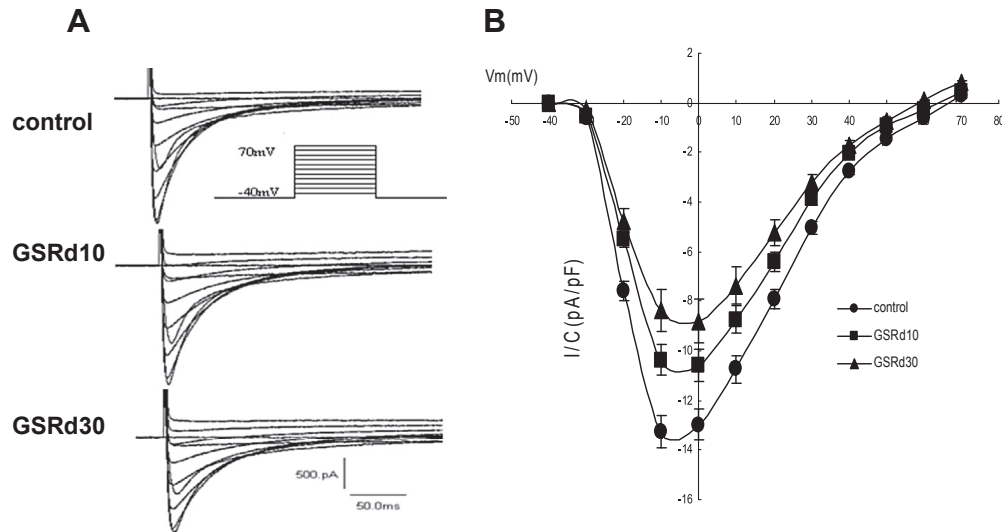 A
control
70mV
-40mV
GSRd10
GSRd30
500.pA
50.0ms
B
Vm(mV)
2
0
-2
-4
-6
-8
-10
-12
-14
-16
-50 -40 -30 -20 -10 0 10 20 30 40 50 60 70 80
I/C(pA/pF)
control
GSRd10
GSRd30